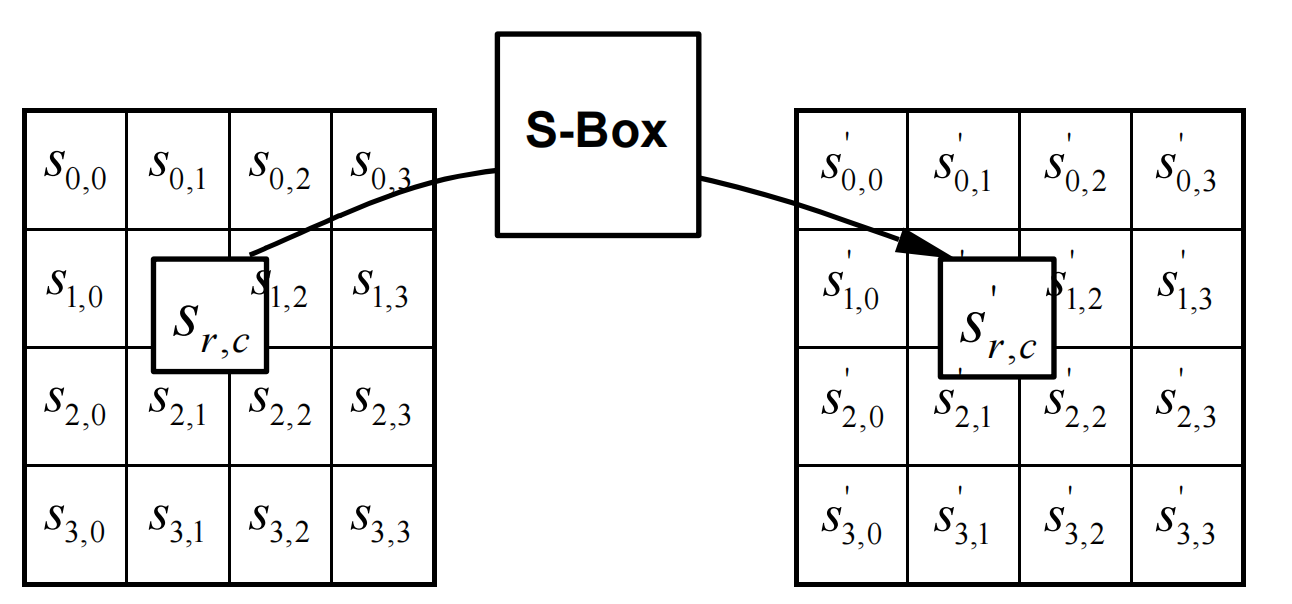 S-Box
s0,0 s0,1 s0,2 s0,3
s1,0 s1,2 s1,3
sr,c
s2,0 s2,1 s2,2 s2,3
s3,0 s3,1 s3,2 s3,3
s'0,0 s'0,1 s'0,2 s'0,3
s'1,0 s'1,2 s'1,3
s'r,c
s'2,0 s'2,1 s'2,2 s'2,3
s'3,0 s'3,1 s'3,2 s'3,3